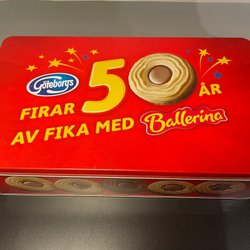 Göteborgs
50 ÅR
FIRAR
AV FIKA MED Ballerina